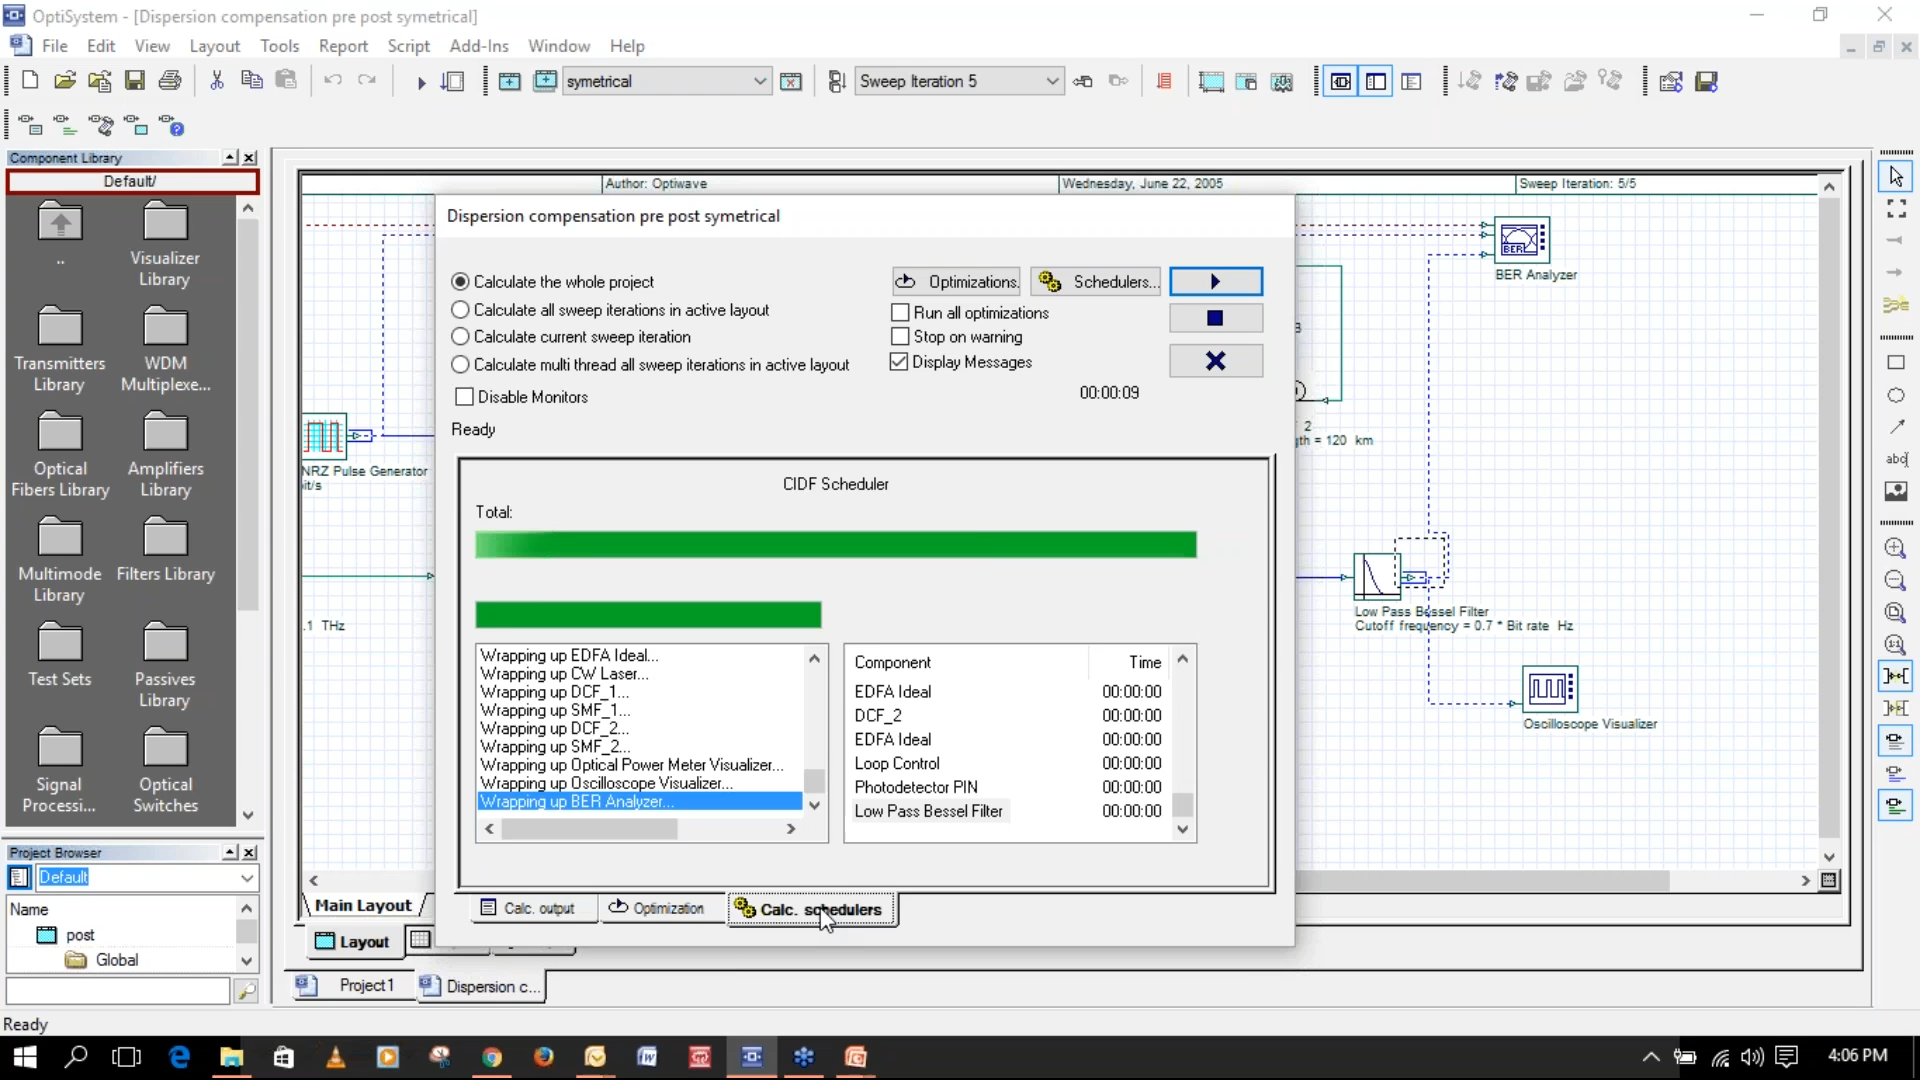 OptiSystem - [Dispersion compensation pre post symetrical]
File Edit View Layout Tools Report Script Add-Ins Window Help
symetrical
Sweep Iteration 5
Component Library
Default/
..
Visualizer Library
Transmitters Library
WDM Multiplexe...
Optical Fibers Library
Amplifiers Library
Multimode Library
Filters Library
Test Sets
Passives Library
Signal Processi...
Optical Switches
Project Browser
Default
Name
post
Global
Author: Optiwave
Wednesday, June 22, 2005
Sweep Iteration: 5/5
NRZ Pulse Generator
it/s
.1 THz
BER
BER Analyzer
2
gth = 120 km
Low Pass Bessel Filter
Cutoff frequency = 0.7 * Bit rate Hz
Oscilloscope Visualizer
Dispersion compensation pre post symetrical
Calculate the whole project
Calculate all sweep iterations in active layout
Calculate current sweep iteration
Calculate multi thread all sweep iterations in active layout
Disable Monitors
Ready
Optimizations.
Schedulers...
Run all optimizations
Stop on warning
Display Messages
00:00:09
CIDF Scheduler
Total:
Wrapping up EDFA Ideal...
Wrapping up CW Laser...
Wrapping up DCF_1...
Wrapping up SMF_1...
Wrapping up DCF_2...
Wrapping up SMF_2...
Wrapping up Optical Power Meter Visualizer...
Wrapping up Oscilloscope Visualizer...
Wrapping up BER Analyzer...
Component Time
EDFA Ideal 00:00:00
DCF_2 00:00:00
EDFA Ideal 00:00:00
Loop Control 00:00:00
Photodetector PIN 00:00:00
Low Pass Bessel Filter 00:00:00
Calc. output
Optimization
Calc. schedulers
Main Layout
Layout
Project1
Dispersion c...
abc
Ready
4:06 PM